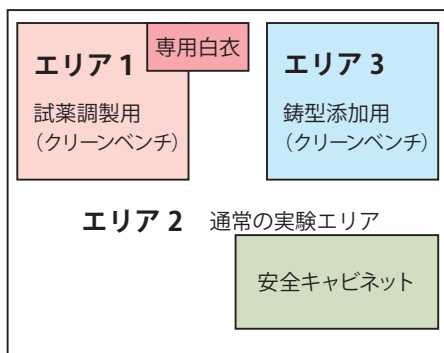 エリア 1
専用白衣
試薬調製用
(クリーンベンチ)
エリア 3
鋳型添加用
(クリーンベンチ)
エリア 2 通常の実験エリア
安全キャビネット